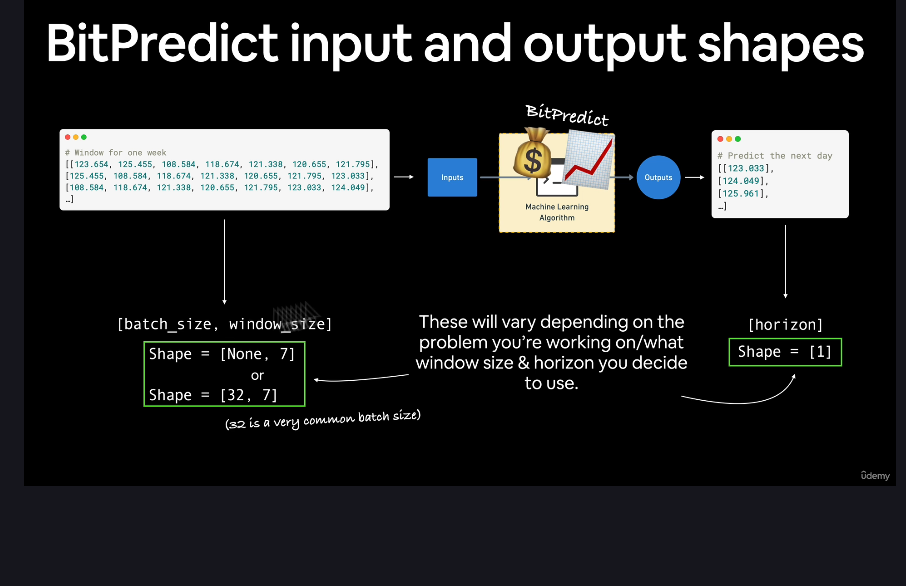 BitPredict input and output shapes
BitPredict
# Window for one week
[[123.654, 125.455, 108.584, 118.674, 121.338, 120.655, 121.795],
[125.455, 108.584, 118.674, 121.338, 120.655, 121.795, 123.033],
[108.584, 118.674, 121.338, 120.655, 121.795, 123.033, 124.049],
…]
Inputs
$
Machine Learning
Algorithm
Outputs
# Predict the next day
[[123.033],
[124.049],
[125.961],
…]
[batch_size, window_size]
Shape = [None, 7]
or
Shape = [32, 7]
(32 is a very common batch size)
These will vary depending on the
problem you're working on/what
window size & horizon you decide
to use.
[horizon]
Shape = [1]
ûdemy